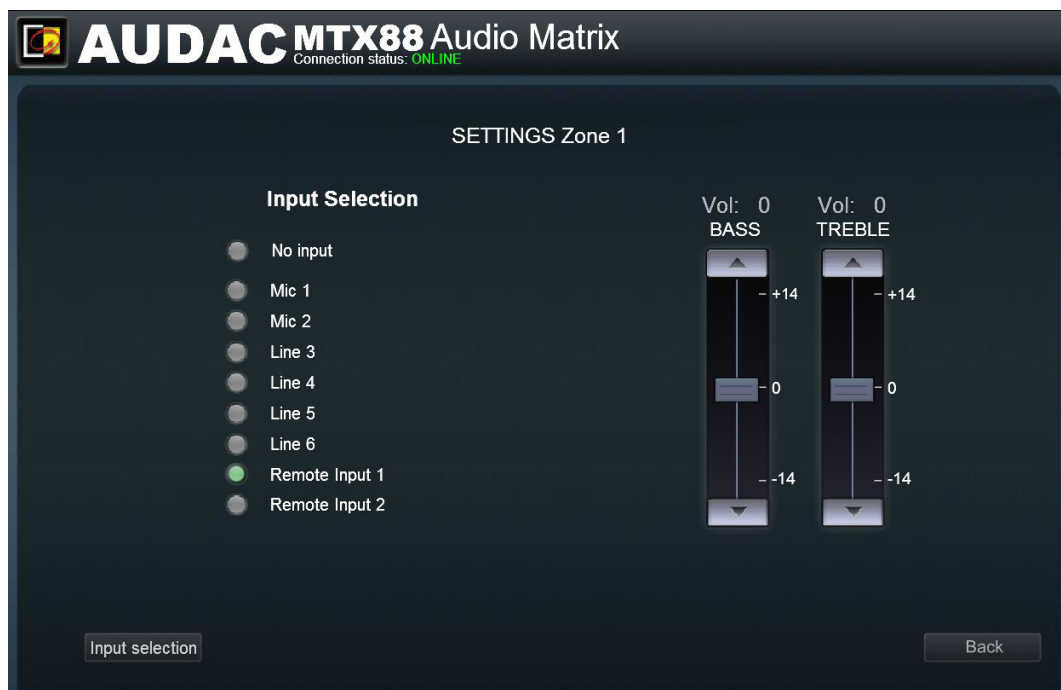 AUDAC MTX88 Audio Matrix
Connection status: ONLINE
SETTINGS Zone 1
Input Selection
No input
Mic 1
Mic 2
Line 3
Line 4
Line 5
Line 6
Remote Input 1
Remote Input 2
Vol: 0 Vol: 0
BASS TREBLE
+14 +14
0 0
-14 -14
Input selection Back